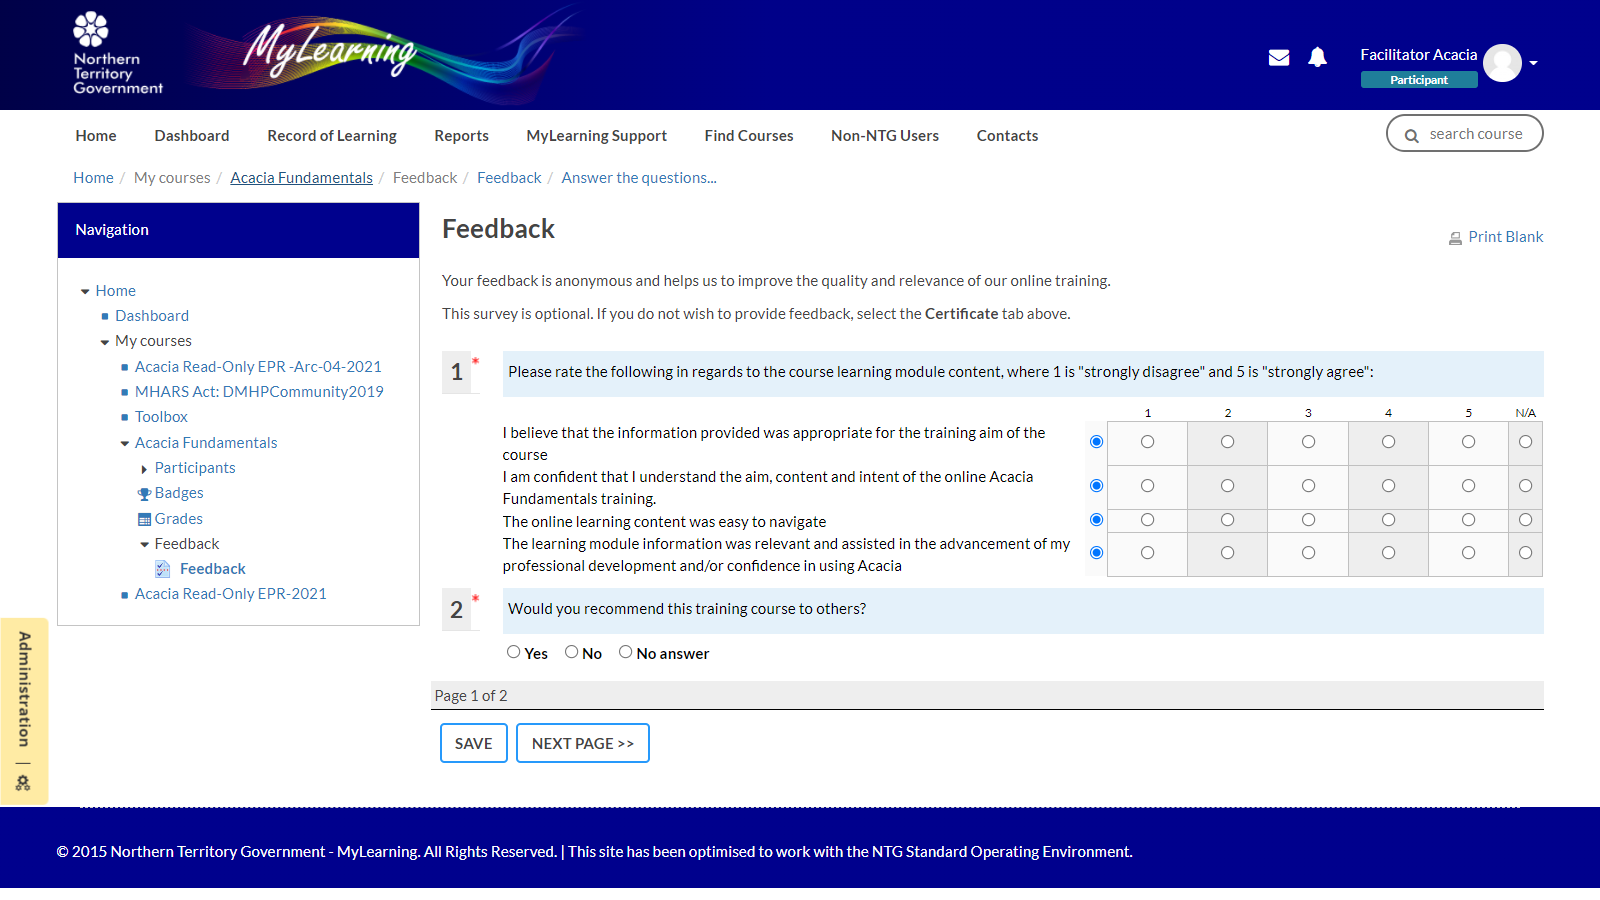 Northern
Territory
Government
MyLearning
Facilitator Acacia
Participant
Home Dashboard Record of Learning Reports MyLearning Support Find Courses Non-NTG Users Contacts
search course
Home / My courses / Acacia Fundamentals / Feedback / Feedback / Answer the questions...
Navigation
Home
Dashboard
My courses
Acacia Read-Only EPR -Arc-04-2021
MHARS Act: DMHPCommunity2019
Toolbox
Acacia Fundamentals
Participants
Badges
Grades
Feedback
Feedback
Acacia Read-Only EPR-2021
Administration
Feedback
Print Blank
Your feedback is anonymous and helps us to improve the quality and relevance of our online training.
This survey is optional. If you do not wish to provide feedback, select the Certificate tab above.
1 * Please rate the following in regards to the course learning module content, where 1 is "strongly disagree" and 5 is "strongly agree":
1 2 3 4 5 N/A
I believe that the information provided was appropriate for the training aim of the
course
I am confident that I understand the aim, content and intent of the online Acacia
Fundamentals training.
The online learning content was easy to navigate
The learning module information was relevant and assisted in the advancement of my
professional development and/or confidence in using Acacia
2 * Would you recommend this training course to others?
Yes No No answer
Page 1 of 2
SAVE NEXT PAGE >>
© 2015 Northern Territory Government - MyLearning. All Rights Reserved. | This site has been optimised to work with the NTG Standard Operating Environment.